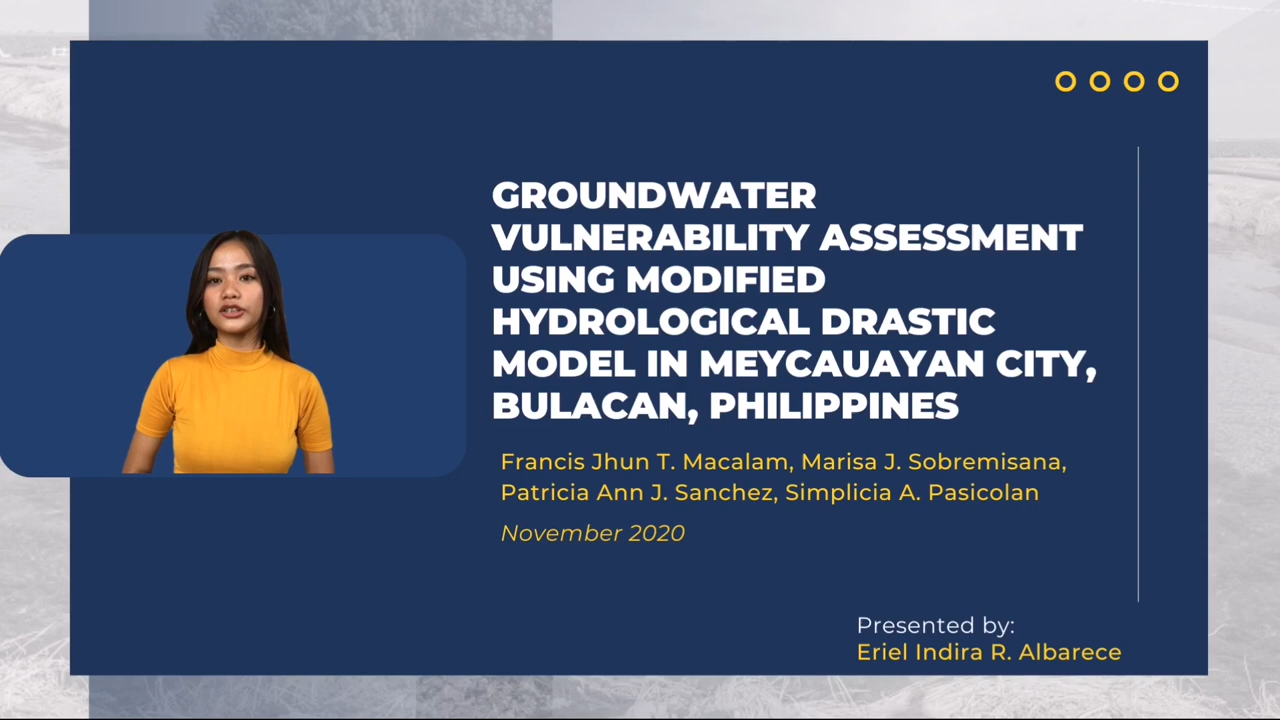 GROUNDWATER
VULNERABILITY ASSESSMENT
USING MODIFIED
HYDROLOGICAL DRASTIC
MODEL IN MEYCAUAYAN CITY,
BULACAN, PHILIPPINES
Francis Jhun T. Macalam, Marisa J. Sobremisana,
Patricia Ann J. Sanchez, Simplicia A. Pasicolan
November 2020
Presented by:
Eriel Indira R. Albarece